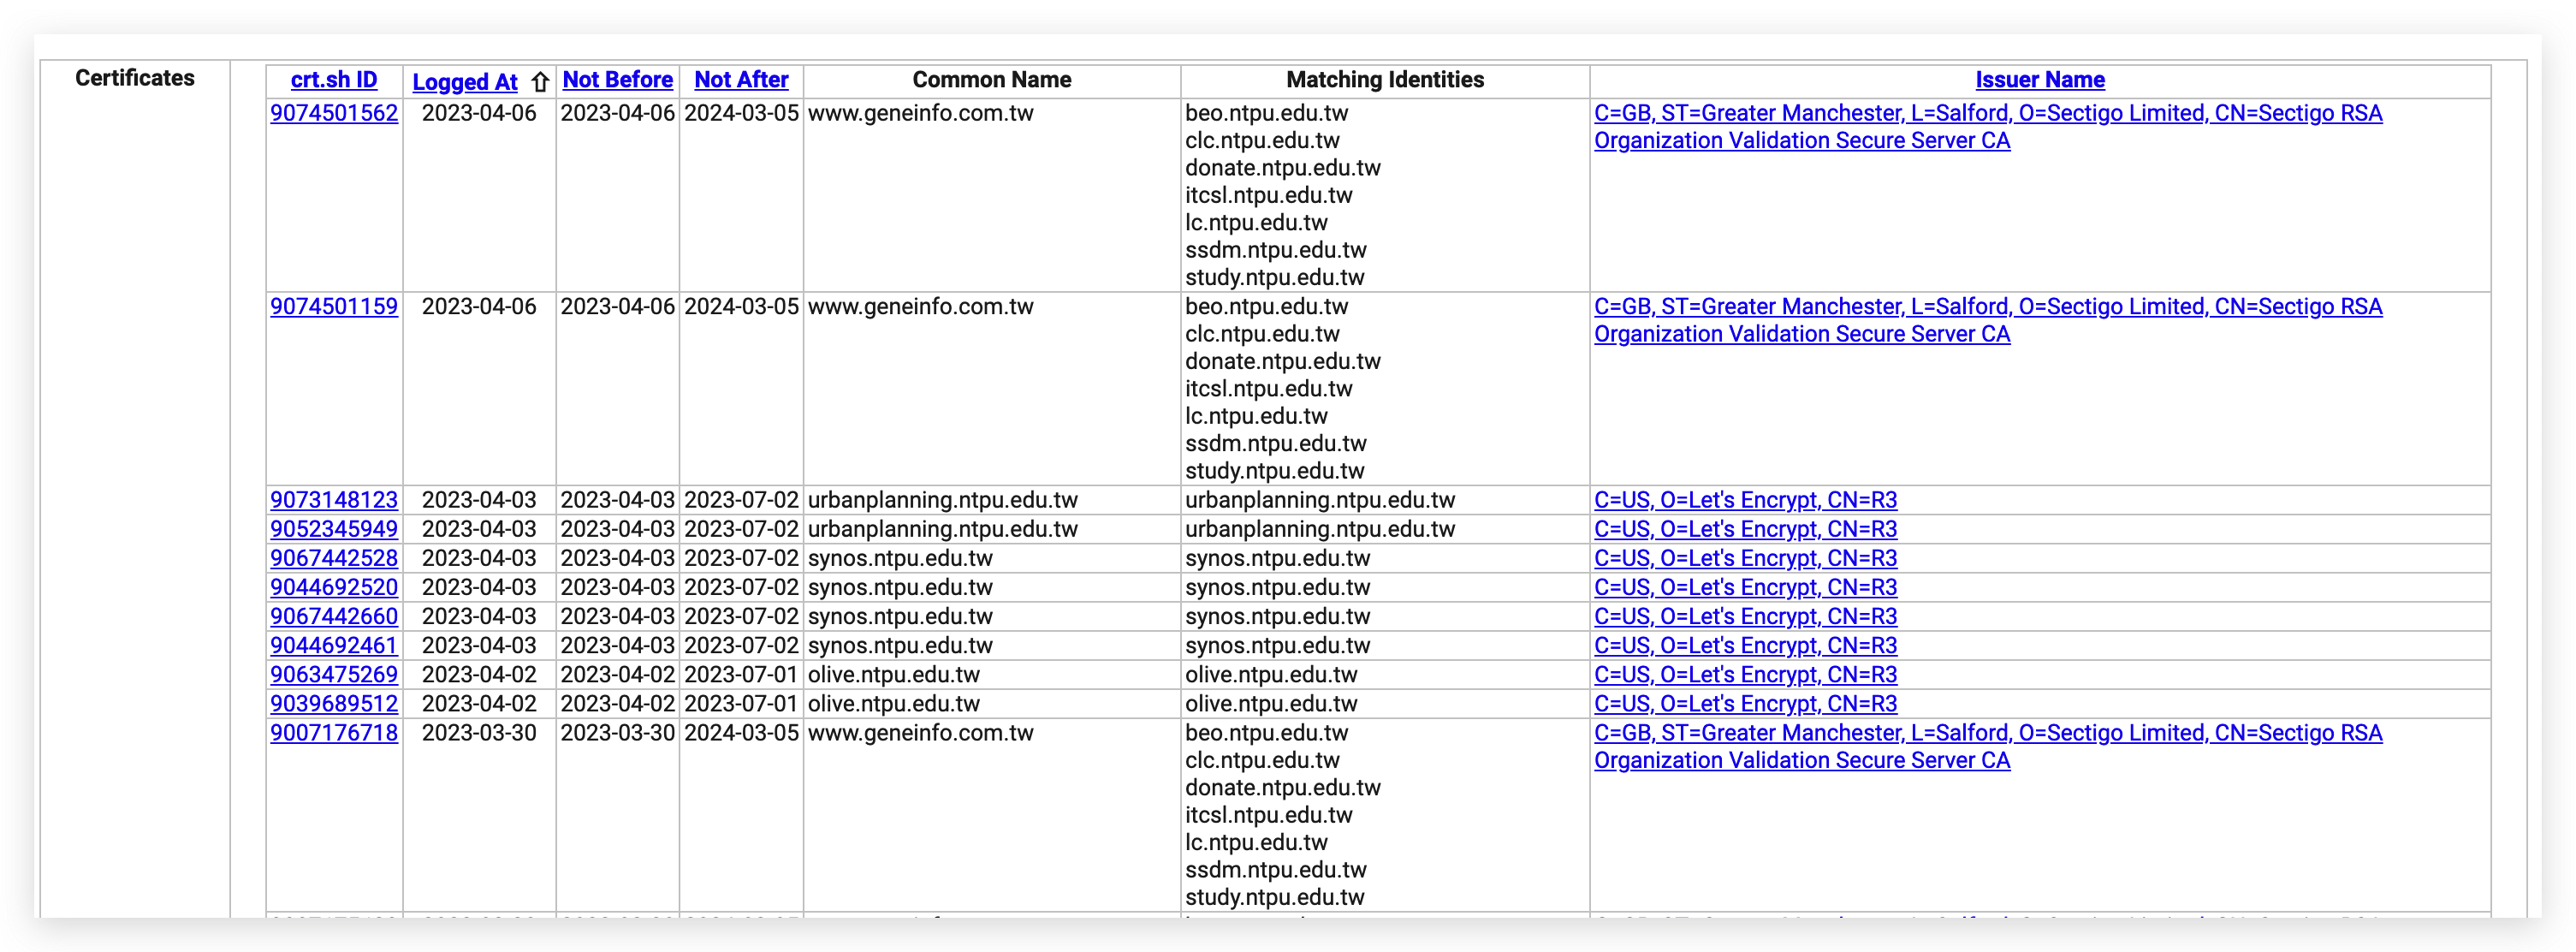 Certificates
crt.sh ID Logged At ⇧ Not Before Not After Common Name Matching Identities Issuer Name
9074501562 2023-04-06 2023-04-06 2024-03-05 www.geneinfo.com.tw beo.ntpu.edu.tw C=GB, ST=Greater Manchester, L=Salford, O=Sectigo Limited, CN=Sectigo RSA
clc.ntpu.edu.tw Organization Validation Secure Server CA
donate.ntpu.edu.tw
itcsl.ntpu.edu.tw
lc.ntpu.edu.tw
ssdm.ntpu.edu.tw
study.ntpu.edu.tw
9074501159 2023-04-06 2023-04-06 2024-03-05 www.geneinfo.com.tw beo.ntpu.edu.tw C=GB, ST=Greater Manchester, L=Salford, O=Sectigo Limited, CN=Sectigo RSA
clc.ntpu.edu.tw Organization Validation Secure Server CA
donate.ntpu.edu.tw
itcsl.ntpu.edu.tw
lc.ntpu.edu.tw
ssdm.ntpu.edu.tw
study.ntpu.edu.tw
9073148123 2023-04-03 2023-04-03 2023-07-02 urbanplanning.ntpu.edu.tw urbanplanning.ntpu.edu.tw C=US, O=Let's Encrypt, CN=R3
9052345949 2023-04-03 2023-04-03 2023-07-02 urbanplanning.ntpu.edu.tw urbanplanning.ntpu.edu.tw C=US, O=Let's Encrypt, CN=R3
9067442528 2023-04-03 2023-04-03 2023-07-02 synos.ntpu.edu.tw synos.ntpu.edu.tw C=US, O=Let's Encrypt, CN=R3
9044692520 2023-04-03 2023-04-03 2023-07-02 synos.ntpu.edu.tw synos.ntpu.edu.tw C=US, O=Let's Encrypt, CN=R3
9067442660 2023-04-03 2023-04-03 2023-07-02 synos.ntpu.edu.tw synos.ntpu.edu.tw C=US, O=Let's Encrypt, CN=R3
9044692461 2023-04-03 2023-04-03 2023-07-02 synos.ntpu.edu.tw synos.ntpu.edu.tw C=US, O=Let's Encrypt, CN=R3
9063475269 2023-04-02 2023-04-02 2023-07-01 olive.ntpu.edu.tw olive.ntpu.edu.tw C=US, O=Let's Encrypt, CN=R3
9039689512 2023-04-02 2023-04-02 2023-07-01 olive.ntpu.edu.tw olive.ntpu.edu.tw C=US, O=Let's Encrypt, CN=R3
9007176718 2023-03-30 2023-03-30 2024-03-05 www.geneinfo.com.tw beo.ntpu.edu.tw C=GB, ST=Greater Manchester, L=Salford, O=Sectigo Limited, CN=Sectigo RSA
clc.ntpu.edu.tw Organization Validation Secure Server CA
donate.ntpu.edu.tw
itcsl.ntpu.edu.tw
lc.ntpu.edu.tw
ssdm.ntpu.edu.tw
study.ntpu.edu.tw